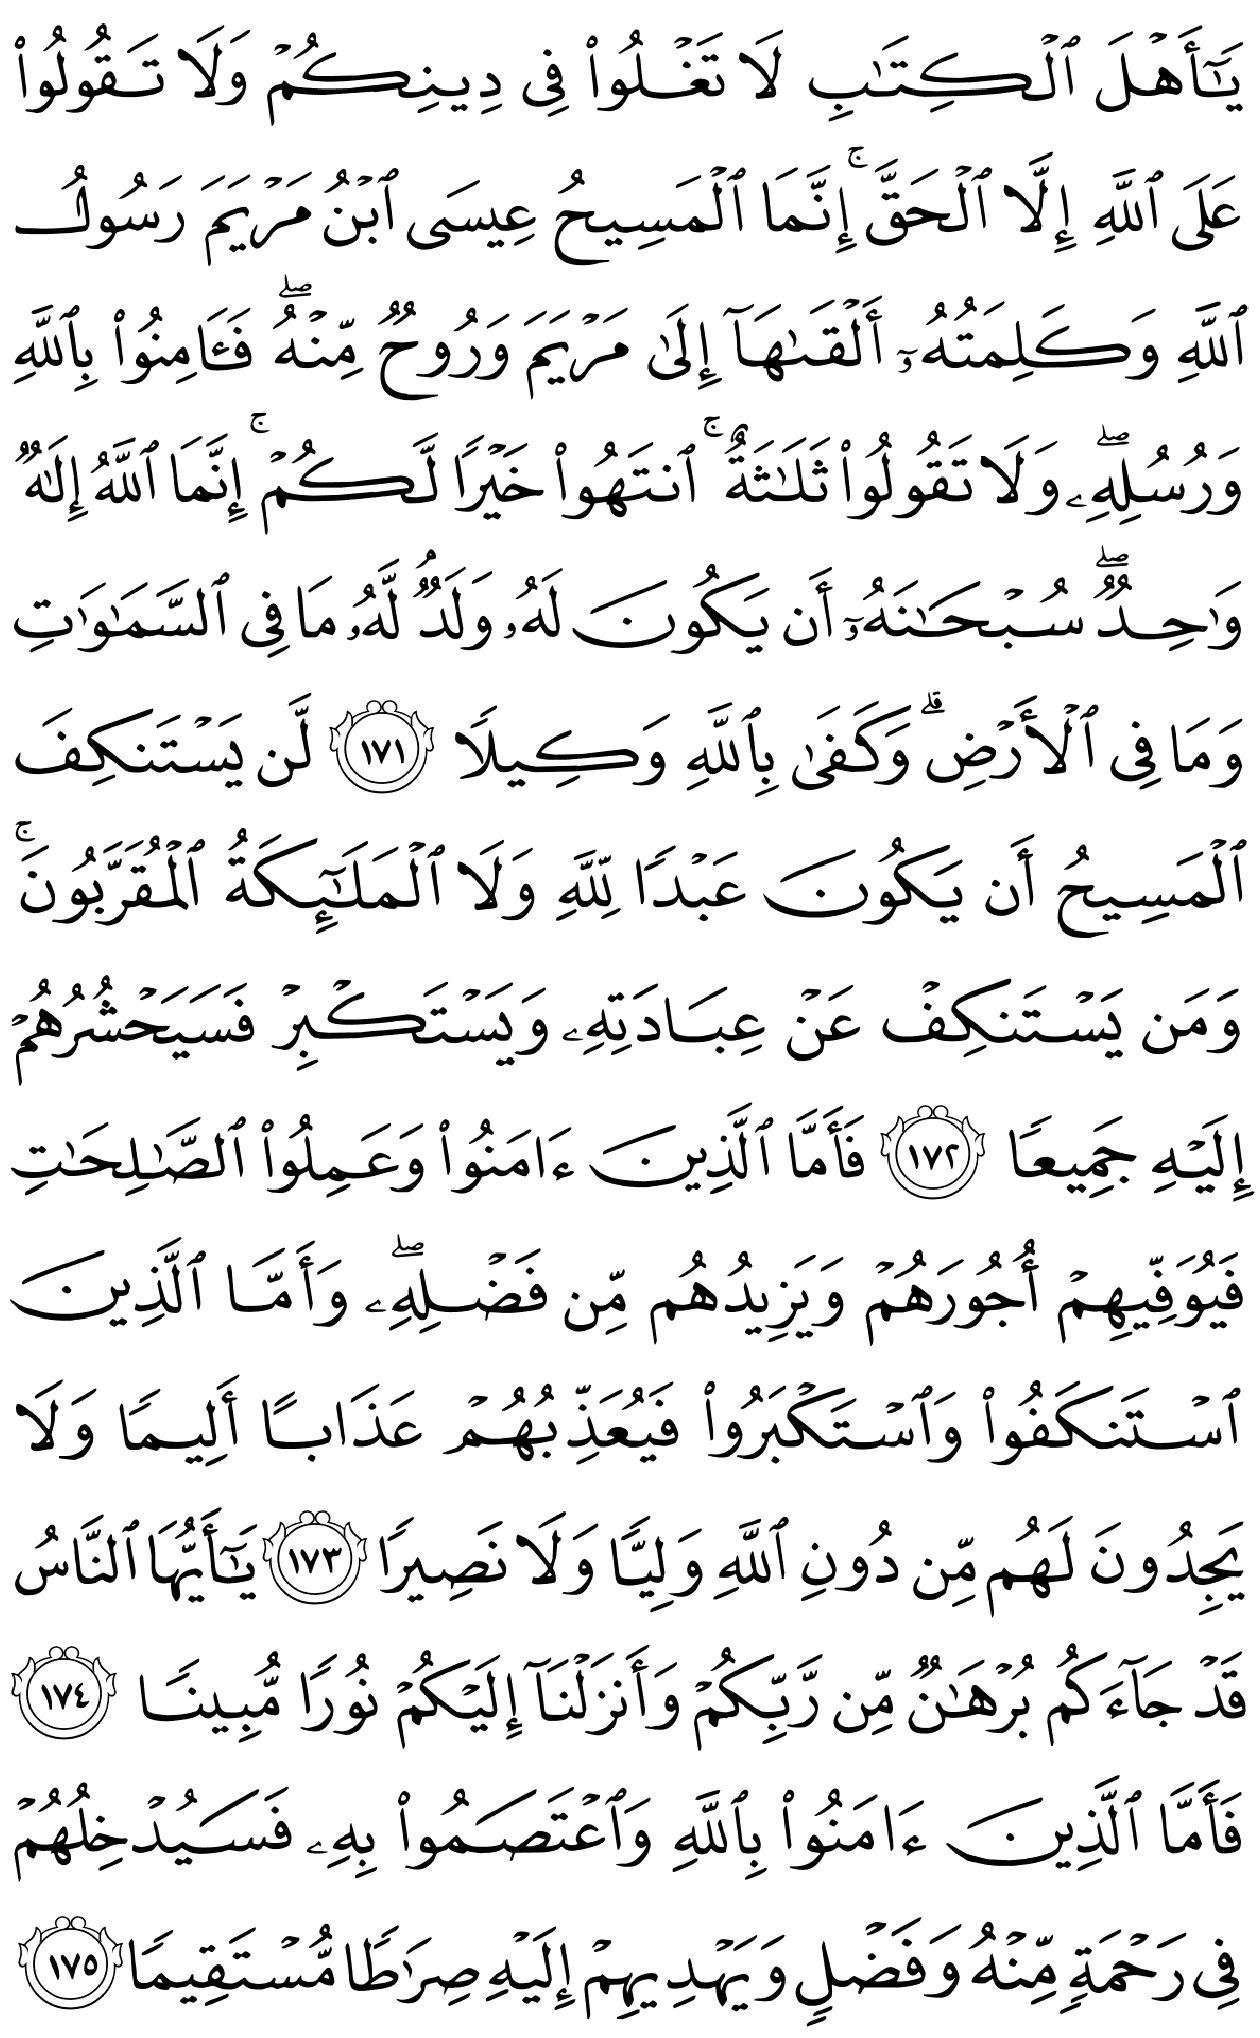 يَـٰٓأَهْلَ ٱلْكِتَـٰبِ لَا تَغْلُوا۟ فِى دِينِكُمْ وَلَا تَقُولُوا۟
عَلَى ٱللَّهِ إِلَّا ٱلْحَقَّ ۚ إِنَّمَا ٱلْمَسِيحُ عِيسَى ٱبْنُ مَرْيَمَ رَسُولُ
ٱللَّهِ وَكَلِمَتُهُۥٓ أَلْقَىٰهَآ إِلَىٰ مَرْيَمَ وَرُوحٌ مِّنْهُ ۖ فَـَٔامِنُوا۟ بِٱللَّهِ
وَرُسُلِهِۦ ۖ وَلَا تَقُولُوا۟ ثَلَـٰثَةٌ ۚ ٱنتَهُوا۟ خَيْرًا لَّكُمْ ۚ إِنَّمَا ٱللَّهُ إِلَـٰهٌ
وَٰحِدٌ ۖ سُبْحَـٰنَهُۥٓ أَن يَكُونَ لَهُۥ وَلَدٌ ۘ لَّهُۥ مَا فِى ٱلسَّمَـٰوَٰتِ
وَمَا فِى ٱلْأَرْضِ ۗ وَكَفَىٰ بِٱللَّهِ وَكِيلًا ١٧١ لَّن يَسْتَنكِفَ
ٱلْمَسِيحُ أَن يَكُونَ عَبْدًا لِّلَّهِ وَلَا ٱلْمَلَـٰٓئِكَةُ ٱلْمُقَرَّبُونَ ۚ
وَمَن يَسْتَنكِفْ عَنْ عِبَادَتِهِۦ وَيَسْتَكْبِرْ فَسَيَحْشُرُهُمْ
إِلَيْهِ جَمِيعًا ١٧٢ فَأَمَّا ٱلَّذِينَ ءَامَنُوا۟ وَعَمِلُوا۟ ٱلصَّـٰلِحَـٰتِ
فَيُوَفِّيهِمْ أُجُورَهُمْ وَيَزِيدُهُم مِّن فَضْلِهِۦ ۖ وَأَمَّا ٱلَّذِينَ
ٱسْتَنكَفُوا۟ وَٱسْتَكْبَرُوا۟ فَيُعَذِّبُهُمْ عَذَابًا أَلِيمًا وَلَا
يَجِدُونَ لَهُم مِّن دُونِ ٱللَّهِ وَلِيًّا وَلَا نَصِيرًا ١٧٣ يَـٰٓأَيُّهَا ٱلنَّاسُ
قَدْ جَآءَكُم بُرْهَـٰنٌ مِّن رَّبِّكُمْ وَأَنزَلْنَآ إِلَيْكُمْ نُورًا مُّبِينًا ١٧٤
فَأَمَّا ٱلَّذِينَ ءَامَنُوا۟ بِٱللَّهِ وَٱعْتَصَمُوا۟ بِهِۦ فَسَيُدْخِلُهُمْ
فِى رَحْمَةٍ مِّنْهُ وَفَضْلٍ وَيَهْدِيهِمْ إِلَيْهِ صِرَٰطًا مُّسْتَقِيمًا ١٧٥